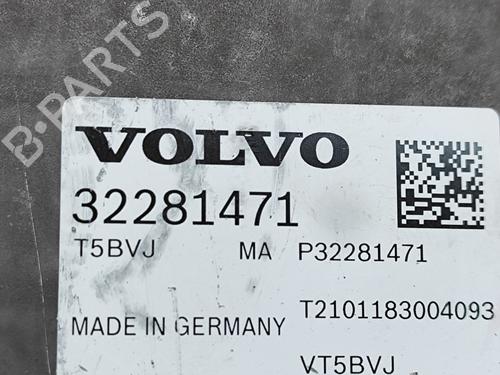 B-PARTS
VOLVO
32281471
T5BVJ MA P32281471
T2101183004093
MADE IN GERMANY
VT5BVJ